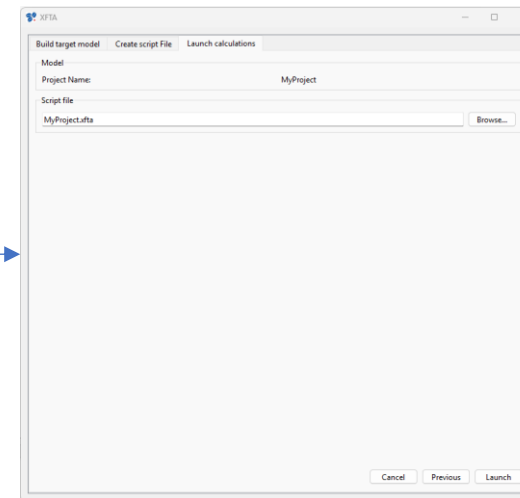 XFTA
Build target model Create script File Launch calculations
Model
Project Name: MyProject
Script file
MyProject.xfta Browse...
Cancel Previous Launch